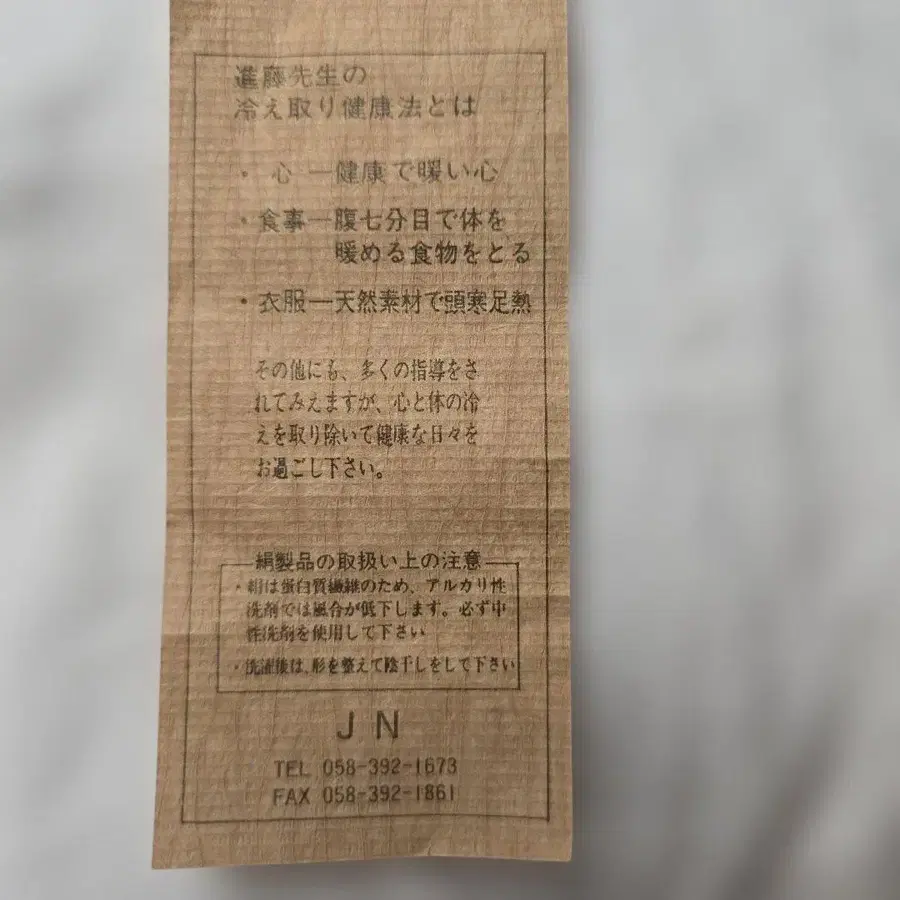 進藤先生の
冷え取り健康法とは
・心―健康で暖い心
・食事―腹七分目で体を
暖める食物をとる
・衣服―天然素材で頭寒足熱
その他にも、多くの指導をさ
れてみえますが、心と体の冷
えを取り除いて健康な日々を
お過ごし下さい。
絹製品の取扱い上の注意
・絹は蛋白質繊維のため、アルカリ性
洗剤では風合が低下します。必ず中
性洗剤を使用して下さい
・洗濯後は、形を整えて陰干しをして下さい
JN
TEL 058-392-1673
FAX 058-392-1861